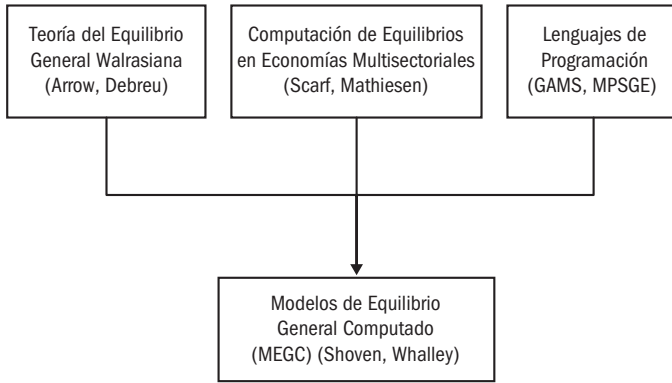 Teoría del Equilibrio
General Walrasiana
(Arrow, Debreu)
Computación de Equilibrios
en Economías Multisectoriales
(Scarf, Mathiesen)
Lenguajes de
Programación
(GAMS, MPSGE)
Modelos de Equilibrio
General Computado
(MEGC) (Shoven, Whalley)